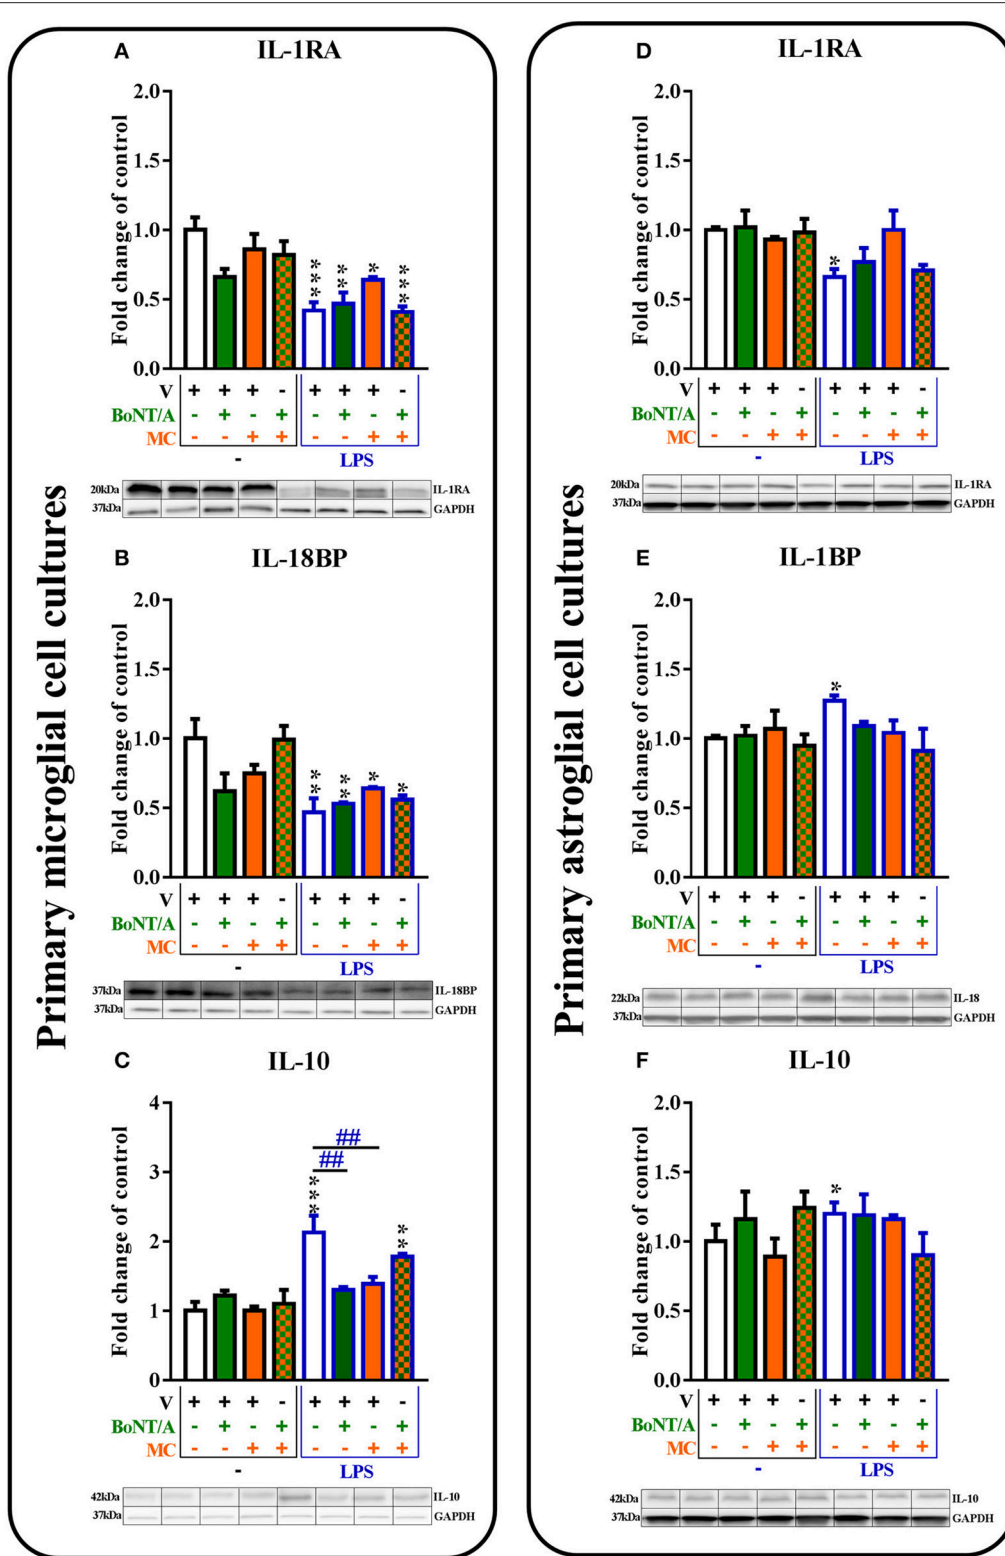 Primary microglial cell cultures
A
IL-1RA
Fold change of control
2.0
1.5
1.0
0.5
0.0
*** ** * ***
V + + + - + + + -
BoNT/A - + - + - + - +
MC - - + + - - + +
- LPS
20kDa IL-1RA
37kDa GAPDH
B
IL-18BP
Fold change of control
2.0
1.5
1.0
0.5
0.0
** ** * *
V + + + - + + + -
BoNT/A - + - + - + - +
MC - - + + - - + +
- LPS
37kDa IL-18BP
37kDa GAPDH
C
IL-10
Fold change of control
4
3
2
1
0
##
##
*** **
V + + + - + + + -
BoNT/A - + - + - + - +
MC - - + + - - + +
- LPS
42kDa IL-10
37kDa GAPDH
Primary astroglial cell cultures
D
IL-1RA
Fold change of control
2.0
1.5
1.0
0.5
0.0
*
V + + + - + + + -
BoNT/A - + - + - + - +
MC - - + + - - + +
- LPS
20kDa IL-1RA
37kDa GAPDH
E
IL-1BP
Fold change of control
2.0
1.5
1.0
0.5
0.0
*
V + + + - + + + -
BoNT/A - + - + - + - +
MC - - + + - - + +
- LPS
22kDa IL-18
37kDa GAPDH
F
IL-10
Fold change of control
2.0
1.5
1.0
0.5
0.0
*
V + + + - + + + -
BoNT/A - + - + - + - +
MC - - + + - - + +
- LPS
42kDa IL-10
37kDa GAPDH